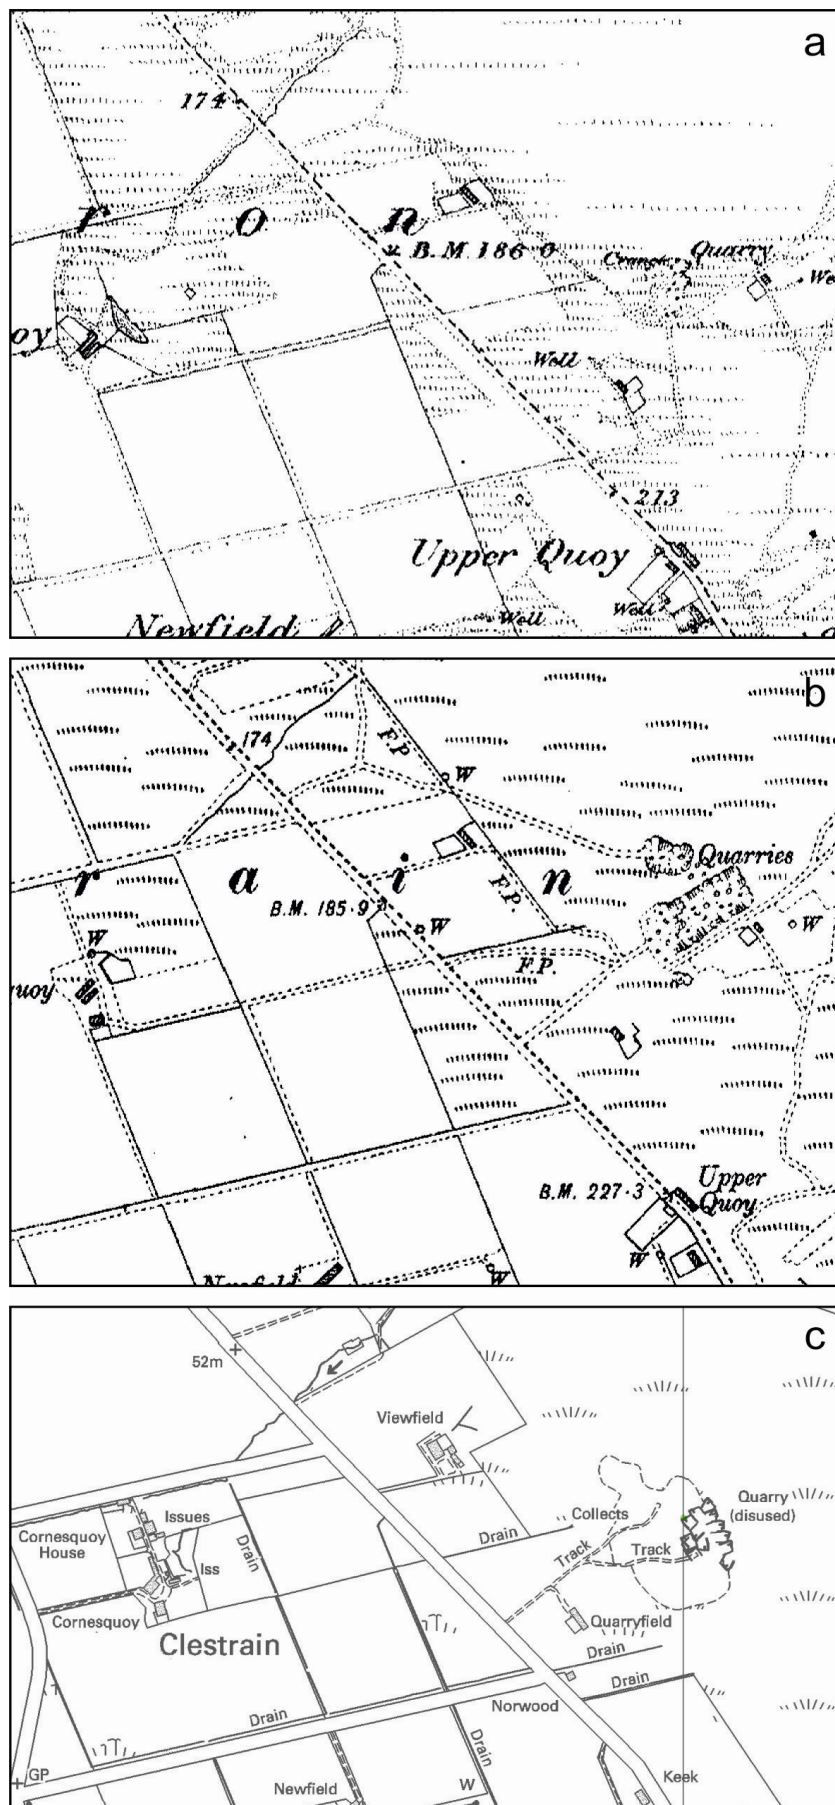 a
174
r o n
B.M. 186·0
Quarry
oy
Well
213
Upper Quoy
Well
Well
Newfield
b
174
F.P.
W
Quarries
r a i n
F.P.
B.M. 185·9
W
W
W
F.P.
quoy
Upper
Quoy
B.M. 227·3
W
W
Newfield
c
52m
Viewfield
Quarry
(disused)
Issues
Collects
Cornesquoy
House
Drain
Drain
Iss
Track
Track
Cornesquoy
Quarryfield
Clestrain
Drain
Drain
Norwood
Drain
Drain
GP
Newfield
W
Keek